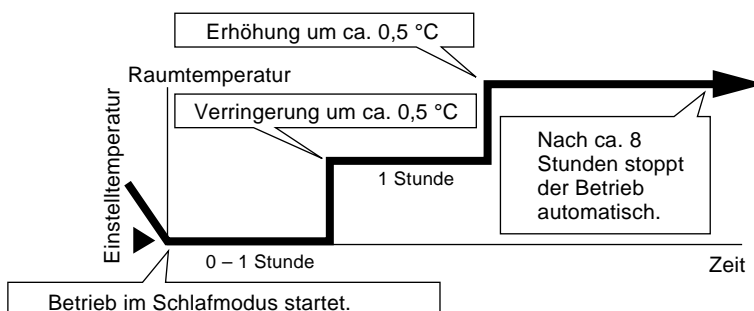 Erhöhung um ca. 0,5 °C
Raumtemperatur
Verringerung um ca. 0,5 °C
Einstelltemperatur
Nach ca. 8
Stunden stoppt
der Betrieb
automatisch.
1 Stunde
0 – 1 Stunde
Zeit
Betrieb im Schlafmodus startet.